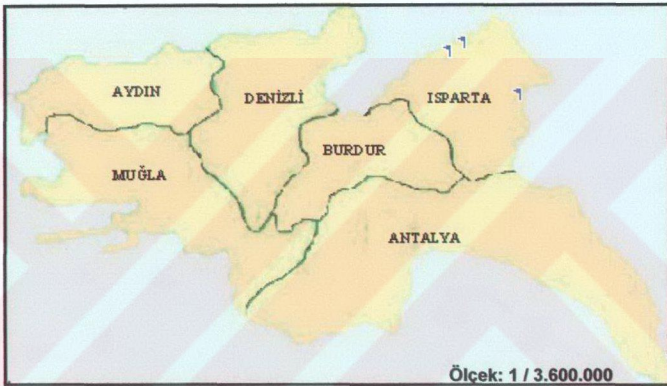 AYDIN
DENİZLİ
ISPARTA
BURDUR
MUĞLA
ANTALYA
Ölçek: 1 / 3.600.000